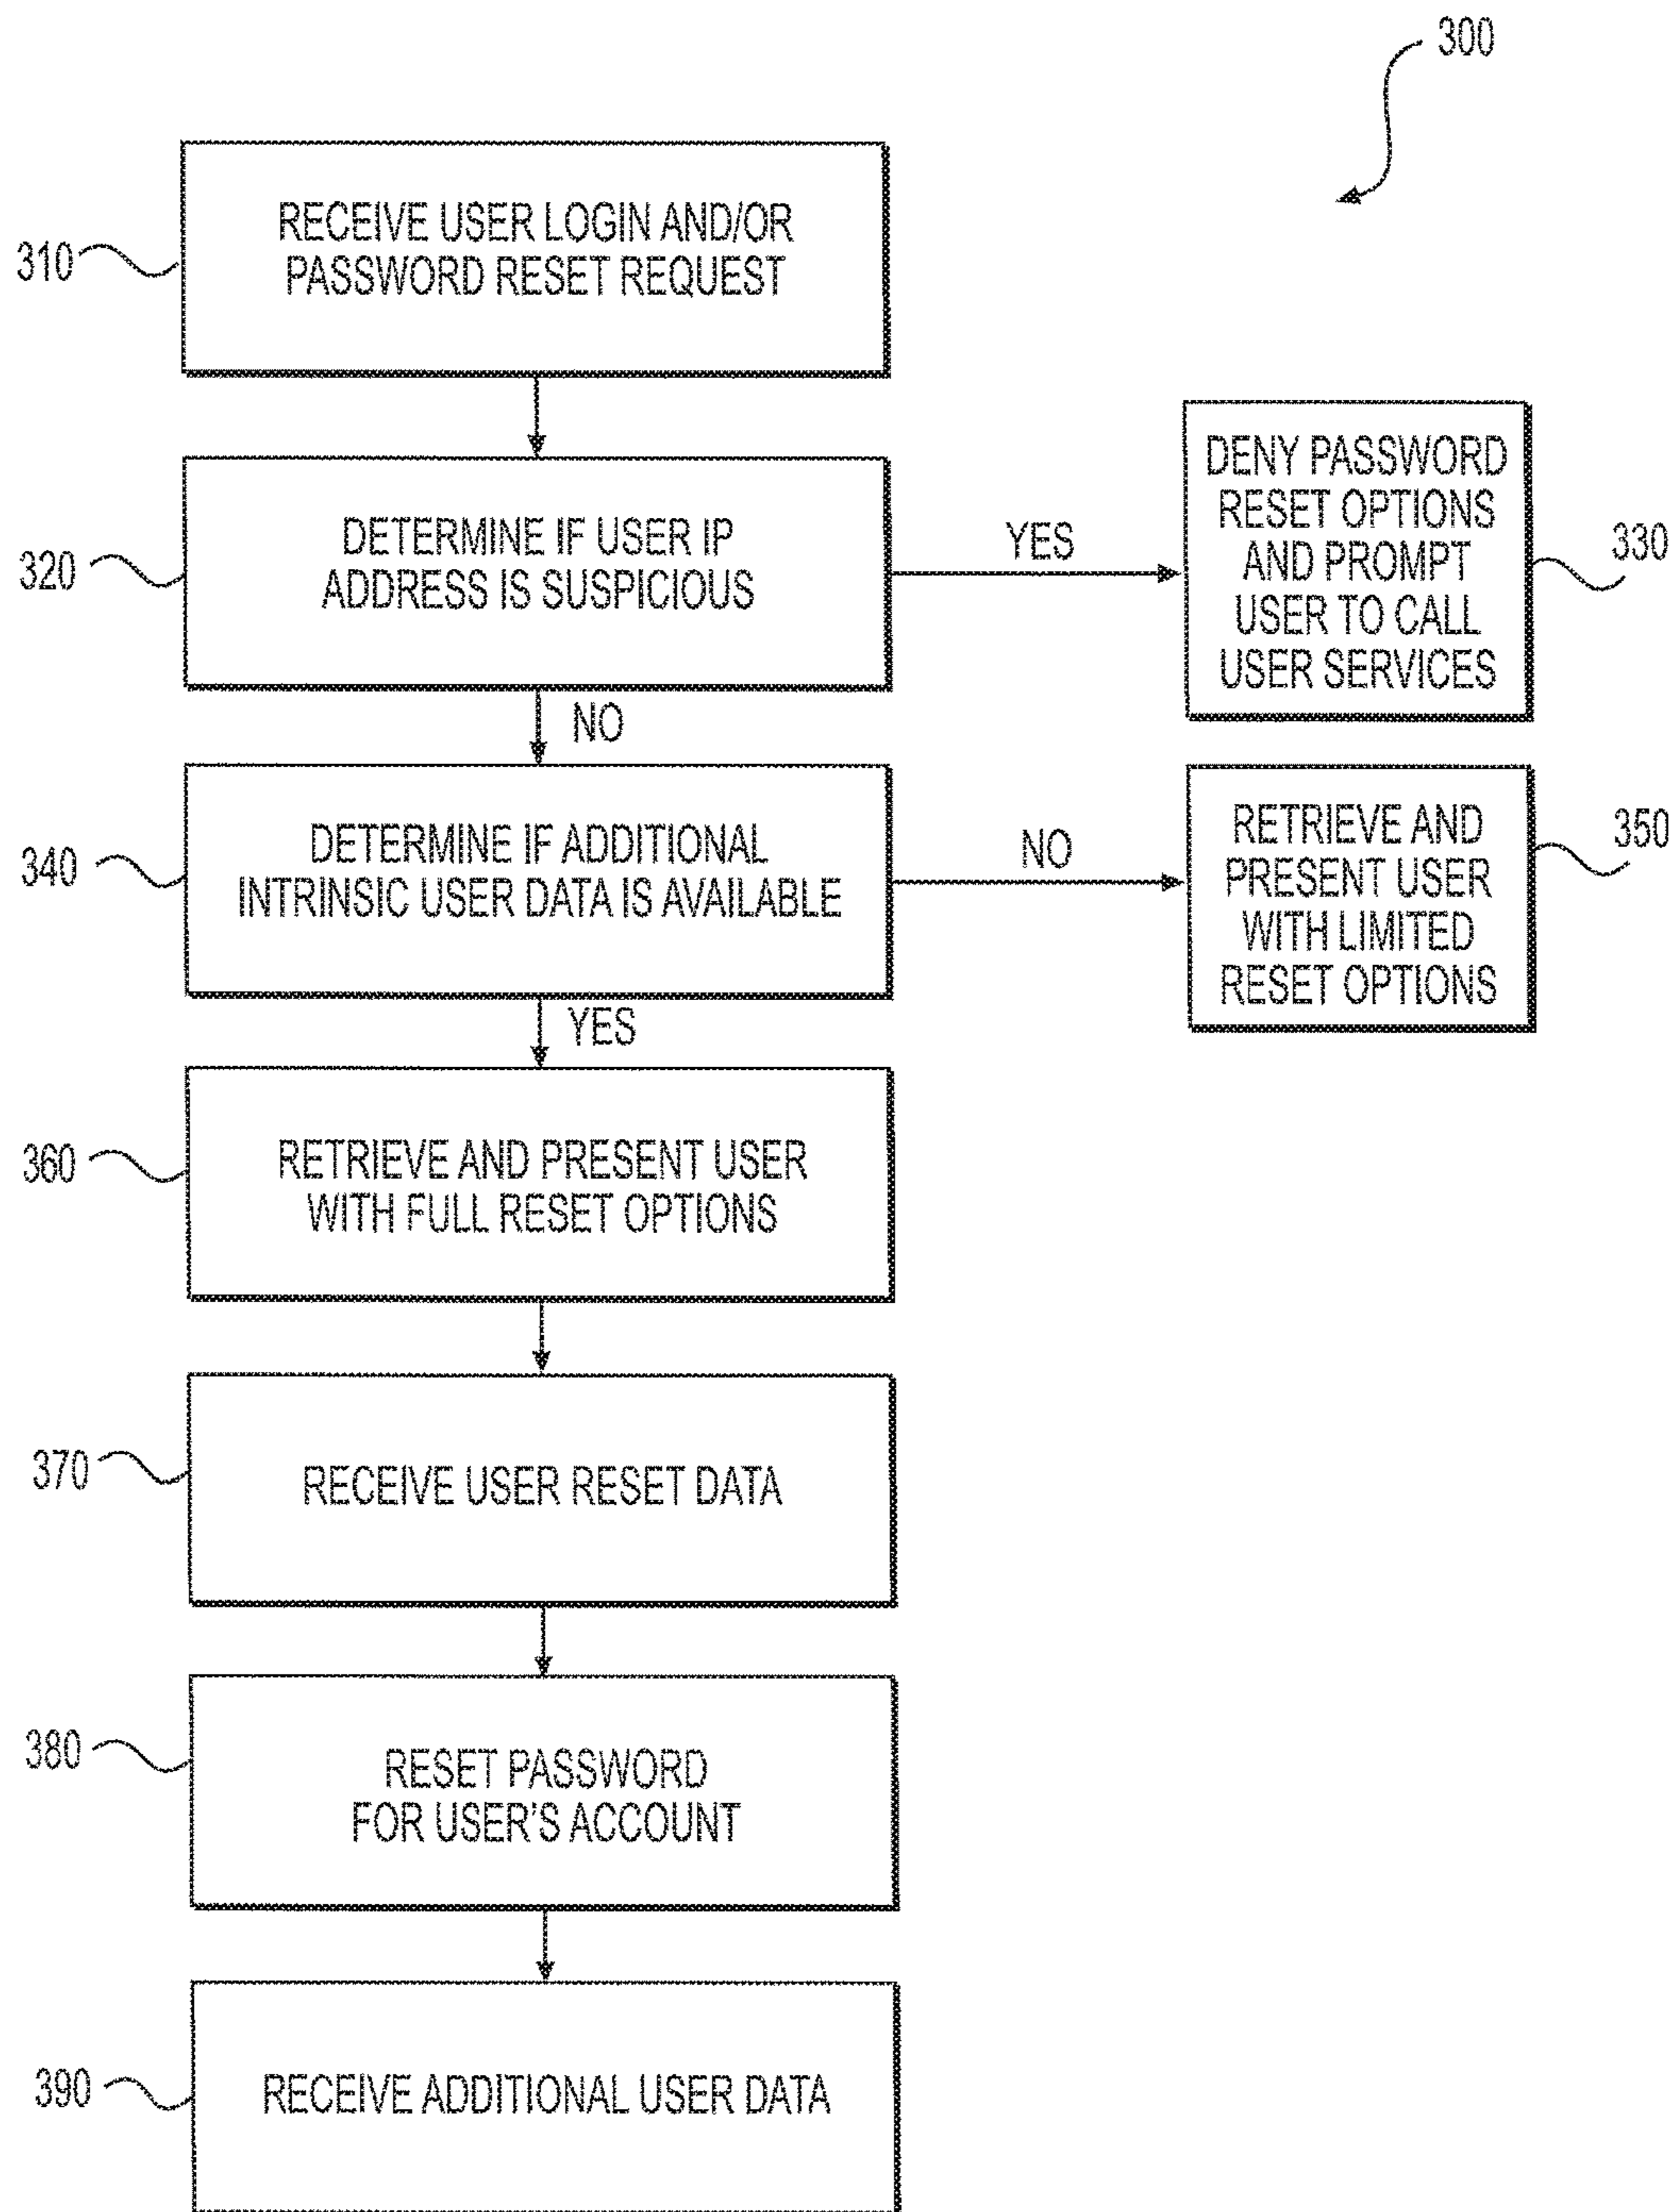 300
310
RECEIVE USER LOGIN AND/OR
PASSWORD RESET REQUEST
320
DETERMINE IF USER IP
ADDRESS IS SUSPICIOUS
YES
DENY PASSWORD
RESET OPTIONS
AND PROMPT
USER TO CALL
USER SERVICES
330
NO
340
DETERMINE IF ADDITIONAL
INTRINSIC USER DATA IS AVAILABLE
NO
RETRIEVE AND
PRESENT USER
WITH LIMITED
RESET OPTIONS
350
YES
360
RETRIEVE AND PRESENT USER
WITH FULL RESET OPTIONS
370
RECEIVE USER RESET DATA
380
RESET PASSWORD
FOR USER'S ACCOUNT
390
RECEIVE ADDITIONAL USER DATA